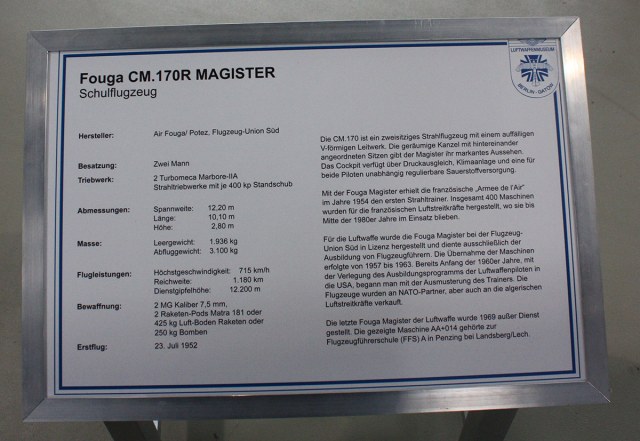 Fouga CM.170R MAGISTER
Schulflugzeug
LUFTWAFFENMUSEUM
BERLIN - GATOW
Hersteller: Air Fouga/ Potez, Flugzeug-Union Süd
Besatzung: Zwei Mann
Triebwerk: 2 Turbomeca Marbore-IIA
Strahltriebwerke mit je 400 kp Standschub
Abmessungen: Spannweite: 12,20 m
Länge: 10,10 m
Höhe: 2,80 m
Masse: Leergewicht: 1.936 kg
Abfluggewicht: 3.100 kg
Flugleistungen: Höchstgeschwindigkeit: 715 km/h
Reichweite: 1.180 km
Dienstgipfelhöhe: 12.200 m
Bewaffnung: 2 MG Kaliber 7,5 mm,
2 Raketen-Pods Matra 181 oder
425 kg Luft-Boden Raketen oder
250 kg Bomben
Erstflug: 23. Juli 1952
Die CM.170 ist ein zweisitziges Strahlflugzeug mit einem auffälligen
V-förmigen Leitwerk. Die geräumige Kanzel mit hintereinander
angeordneten Sitzen gibt der Magister ihr markantes Aussehen.
Das Cockpit verfügt über Druckausgleich, Klimaanlage und eine für
beide Piloten unabhängig regulierbare Sauerstoffversorgung.
Mit der Fouga Magister erhielt die französische „Armee de l'Air"
im Jahre 1954 den ersten Strahltrainer. Insgesamt 400 Maschinen
wurden für die französischen Luftstreitkräfte hergestellt, wo sie bis
Mitte der 1980er Jahre im Einsatz blieben.
Für die Luftwaffe wurde die Fouga Magister bei der Flugzeug-
Union Süd in Lizenz hergestellt und diente ausschließlich der
Ausbildung von Flugzeugführern. Die Übernahme der Maschinen
erfolgte von 1957 bis 1963. Bereits Anfang der 1960er Jahre, mit
der Verlegung des Ausbildungsprogramms der Luftwaffenpiloten in
die USA, begann man mit der Ausmusterung des Trainers. Die
Flugzeuge wurden an NATO-Partner, aber auch an die algerischen
Luftstreitkräfte verkauft.
Die letzte Fouga Magister der Luftwaffe wurde 1969 außer Dienst
gestellt. Die gezeigte Maschine AA+014 gehörte zur
Flugzeugführerschule (FFS) A in Penzing bei Landsberg/Lech.